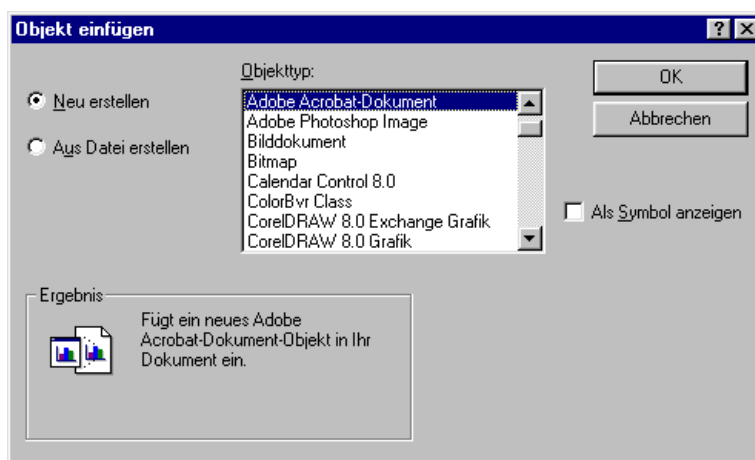 Objekt einfügen
Neu erstellen
Aus Datei erstellen
Objekttyp:
Adobe Acrobat-Dokument
Adobe Photoshop Image
Bilddokument
Bitmap
Calendar Control 8.0
ColorBvr Class
CorelDRAW 8.0 Exchange Grafik
CorelDRAW 8.0 Grafik
OK
Abbrechen
Als Symbol anzeigen
Ergebnis
Fügt ein neues Adobe
Acrobat-Dokument-Objekt in Ihr
Dokument ein.